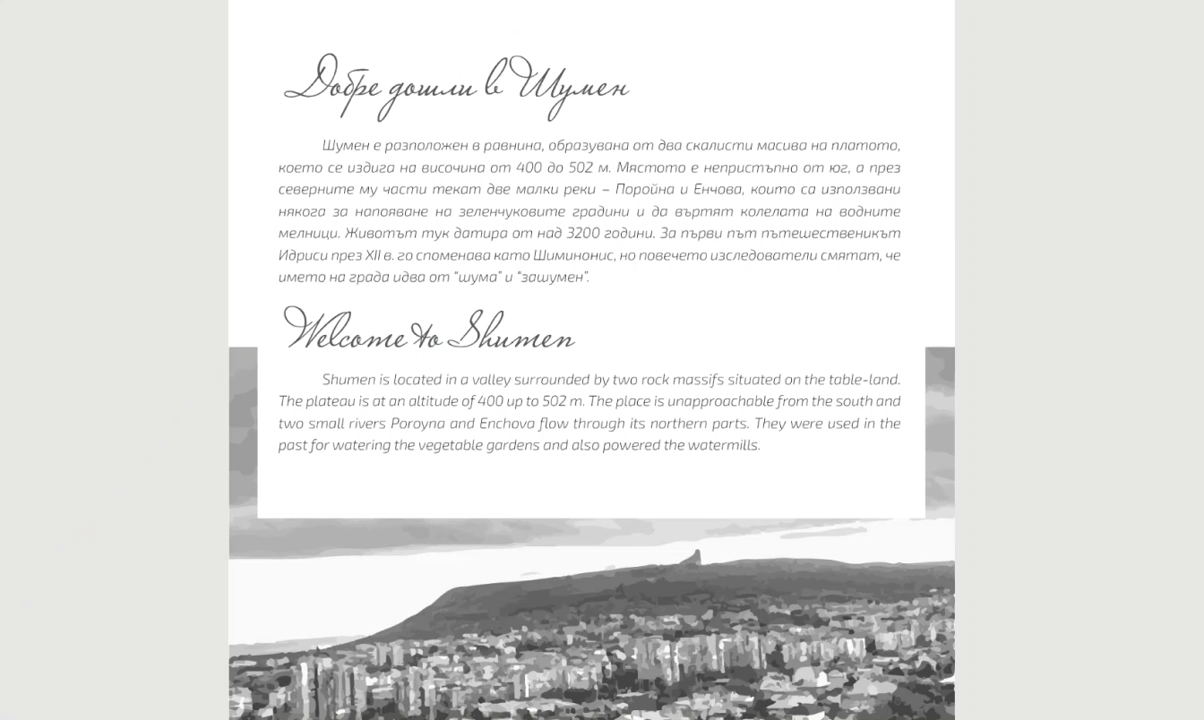 Добре дошли в Шумен
Шумен е разположен в равнина, образувана от два скалисти масива на платото,
което се издига на височина от 400 до 502 м. Мястото е непристъпно от юг, а през
северните му части текат две малки реки – Поройна и Енчова, които са използвани
някога за напояване на зеленчуковите градини и да въртят колелата на водните
мелници. Животът тук датира от над 3200 години. За първи път пътешественикът
Идриси през XII в. го споменава като Шиминонис, но повечето изследователи смятат, че
името на града идва от “шума” и “зашумен”.
Welcome to Shumen
Shumen is located in a valley surrounded by two rock massifs situated on the table-land.
The plateau is at an altitude of 400 up to 502 m. The place is unapproachable from the south and
two small rivers Poroyna and Enchova flow through its northern parts. They were used in the
past for watering the vegetable gardens and also powered the watermills.